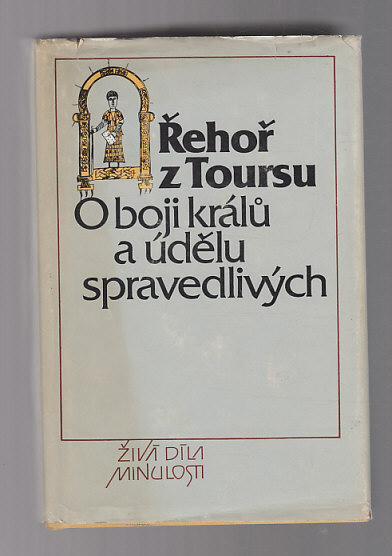 Řehoř
z Toursu
O boji králů
a údělu
spravedlivých
ŽIVÁ DÍLA
MINULOSTI